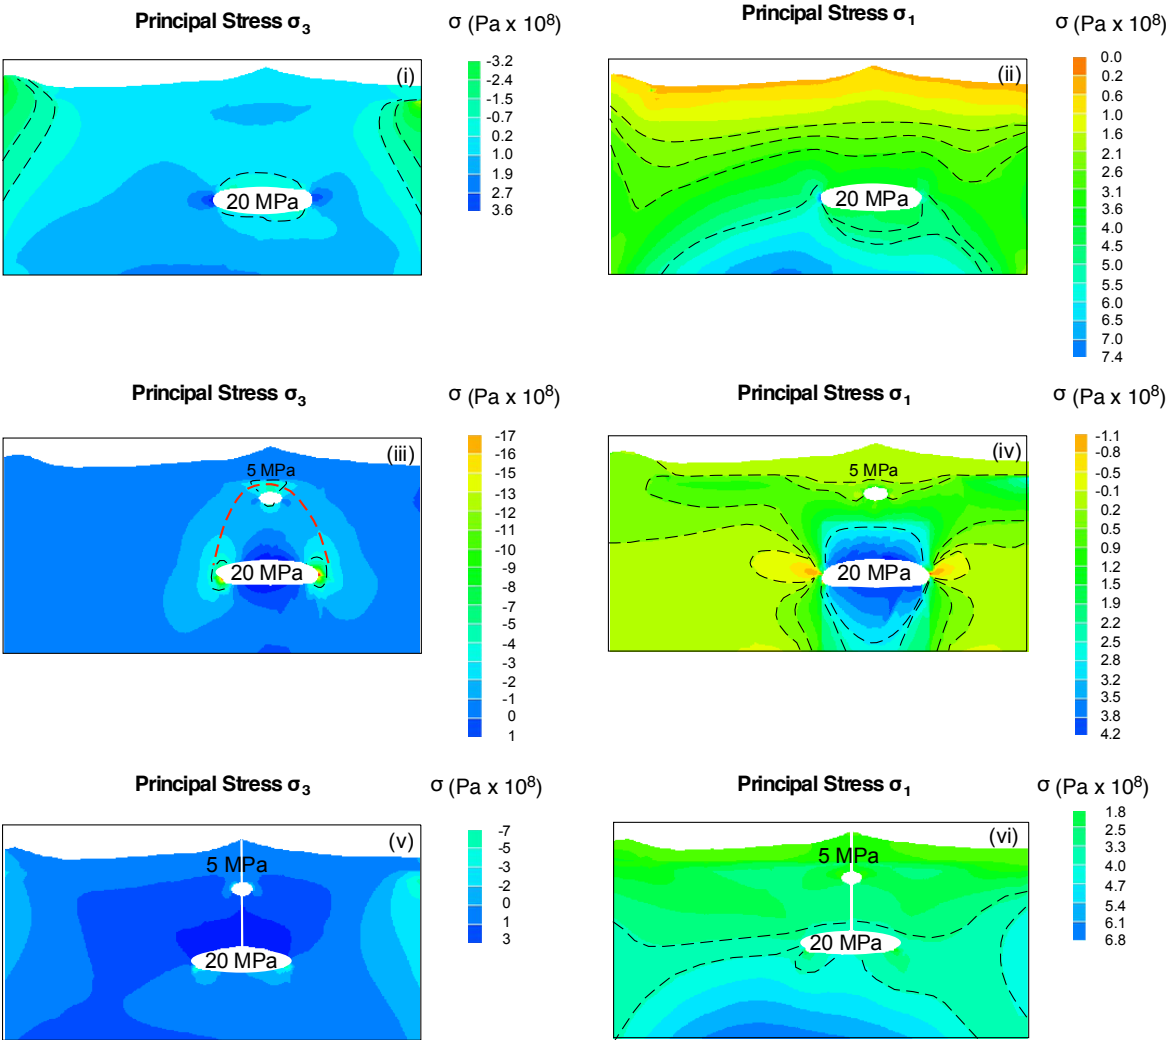 Principal Stress σ3
σ (Pa x 10^8)
(i)
20 MPa
-3.2
-2.4
-1.5
-0.7
0.2
1.0
1.9
2.7
3.6
Principal Stress σ1
σ (Pa x 10^8)
(ii)
20 MPa
0.0
0.2
0.6
1.0
1.6
2.1
2.6
3.1
3.6
4.5
5.0
5.5
6.0
6.5
7.0
7.4
Principal Stress σ3
σ (Pa x 10^8)
(iii)
5 MPa
20 MPa
-17
-16
-15
-13
-12
-11
-10
-9
-8
-7
-5
-4
-3
-2
-1
0
1
Principal Stress σ1
σ (Pa x 10^8)
(iv)
5 MPa
20 MPa
-1.1
-0.8
-0.5
-0.1
0.2
0.5
0.9
1.2
1.5
1.9
2.2
2.5
2.8
3.2
3.5
3.8
4.2
Principal Stress σ3
σ (Pa x 10^8)
(v)
5 MPa
20 MPa
-7
-5
-3
-2
0
1
3
Principal Stress σ1
σ (Pa x 10^8)
(vi)
5 MPa
20 MPa
1.8
2.5
3.3
4.0
4.7
5.4
6.1
6.8